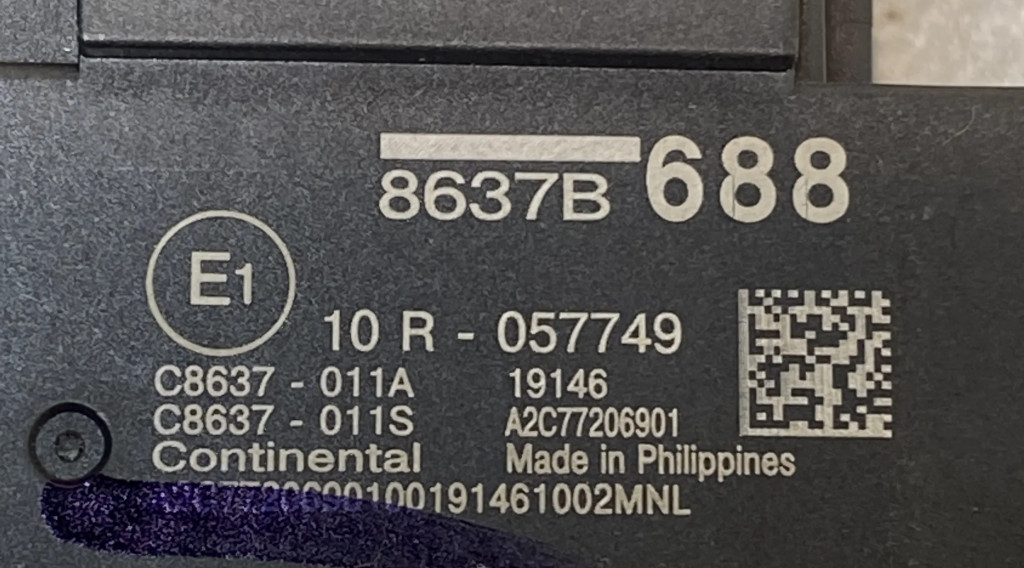 8637B 688
E1
10 R - 057749
C8637 - 011A 19146
C8637 - 011S A2C77206901
Continental Made in Philippines